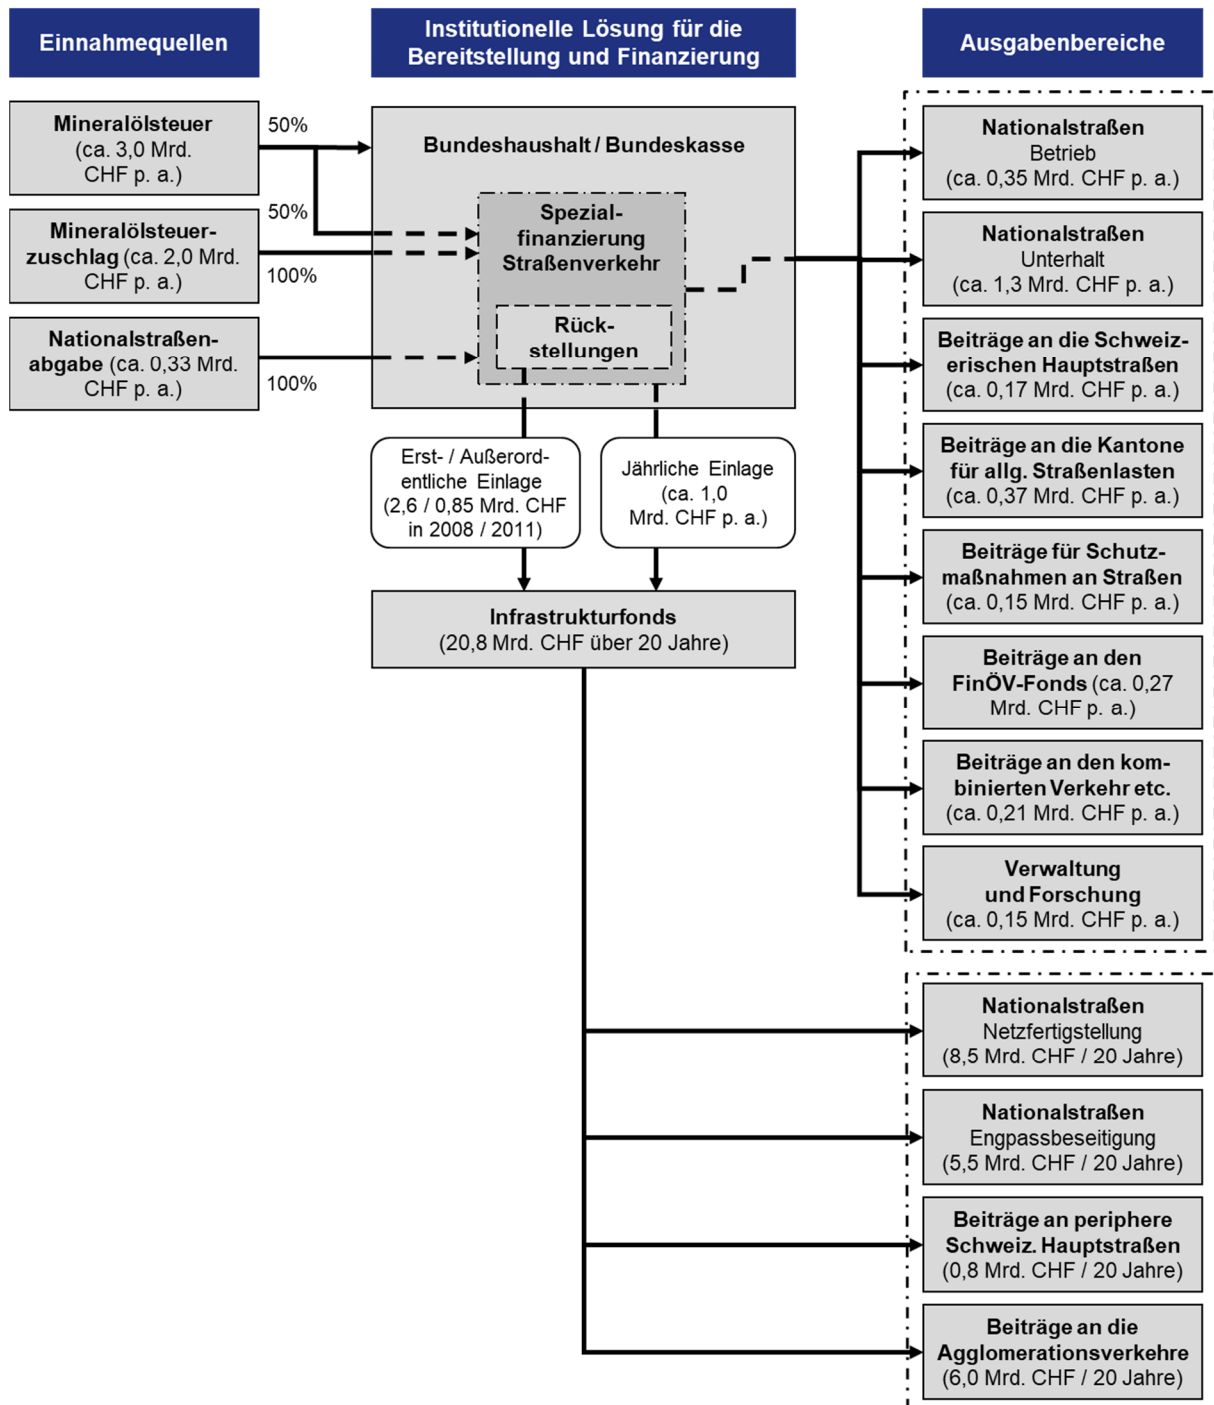 Einnahmequellen
Institutionelle Lösung für die
Bereitstellung und Finanzierung
Ausgabenbereiche
Mineralölsteuer
(ca. 3,0 Mrd.
CHF p. a.)
50%
50%
Mineralölsteuer-
zuschlag (ca. 2,0 Mrd.
CHF p. a.)
100%
Nationalstraßen-
abgabe (ca. 0,33 Mrd.
CHF p. a.)
100%
Bundeshaushalt / Bundeskasse
Spezial-
finanzierung
Straßenverkehr
Rück-
stellungen
Erst- / Außerord-
entliche Einlage
(2,6 / 0,85 Mrd. CHF
in 2008 / 2011)
Jährliche Einlage
(ca. 1,0
Mrd. CHF p. a.)
Infrastrukturfonds
(20,8 Mrd. CHF über 20 Jahre)
Nationalstraßen
Betrieb
(ca. 0,35 Mrd. CHF p. a.)
Nationalstraßen
Unterhalt
(ca. 1,3 Mrd. CHF p. a.)
Beiträge an die Schweiz-
erischen Hauptstraßen
(ca. 0,17 Mrd. CHF p. a.)
Beiträge an die Kantone
für allg. Straßenlasten
(ca. 0,37 Mrd. CHF p. a.)
Beiträge für Schutz-
maßnahmen an Straßen
(ca. 0,15 Mrd. CHF p. a.)
Beiträge an den
FinÖV-Fonds (ca. 0,27
Mrd. CHF p. a.)
Beiträge an den kom-
binierten Verkehr etc.
(ca. 0,21 Mrd. CHF p. a.)
Verwaltung
und Forschung
(ca. 0,15 Mrd. CHF p. a.)
Nationalstraßen
Netzfertigstellung
(8,5 Mrd. CHF / 20 Jahre)
Nationalstraßen
Engpassbeseitigung
(5,5 Mrd. CHF / 20 Jahre)
Beiträge an periphere
Schweiz. Hauptstraßen
(0,8 Mrd. CHF / 20 Jahre)
Beiträge an die
Agglomerationsverkehre
(6,0 Mrd. CHF / 20 Jahre)